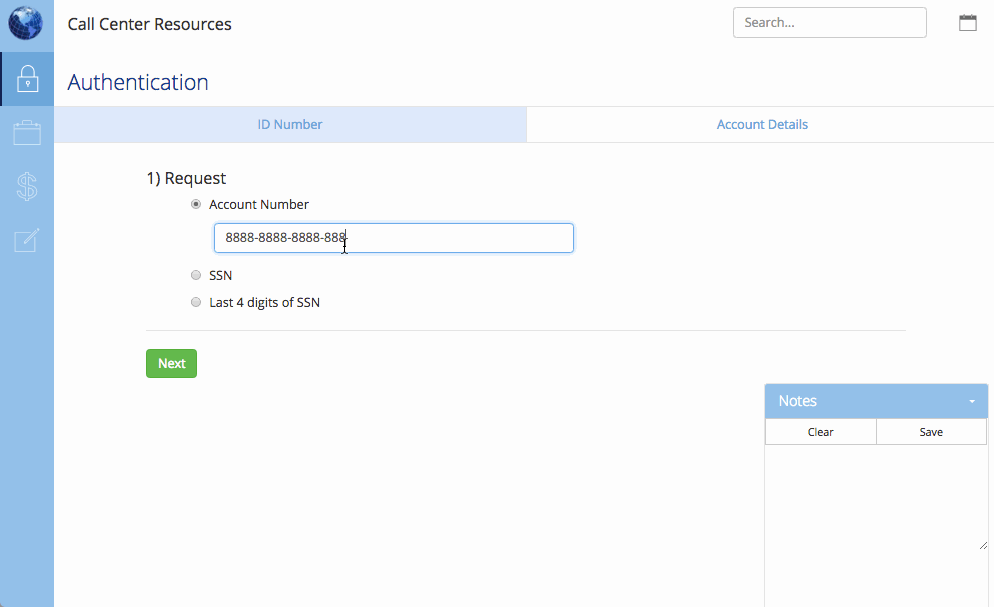 Call Center Resources
Search...
Authentication
ID Number
Account Details
1) Request
Account Number
8888-8888-8888-888
SSN
Last 4 digits of SSN
Next
Notes
Clear
Save
$